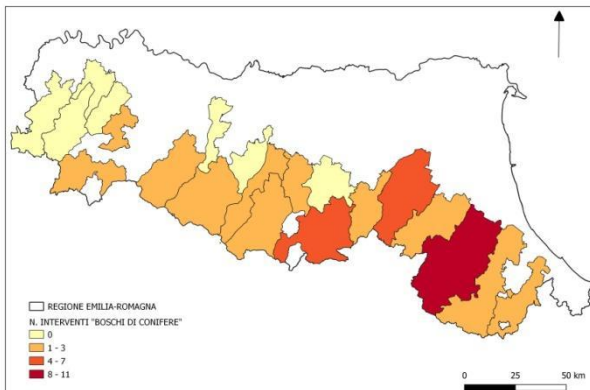 REGIONE EMILIA-ROMAGNA
N. INTERVENTI "BOSCHI DI CONIFERE"
0
1 - 3
4 - 7
8 - 11
0 25 50 km